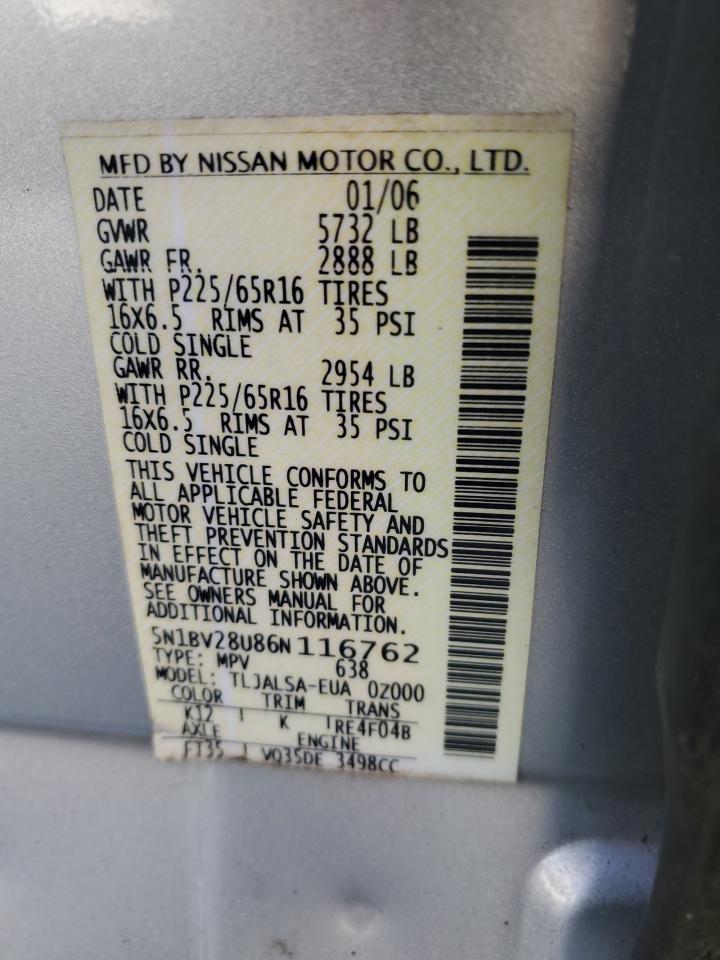 MFD BY NISSAN MOTOR CO., LTD.
DATE 01/06
GVWR 5732 LB
GAWR FR. 2888 LB
WITH P225/65R16 TIRES
16X6.5 RIMS AT 35 PSI
COLD SINGLE
GAWR RR. 2954 LB
WITH P225/65R16 TIRES
16X6.5 RIMS AT 35 PSI
COLD SINGLE
THIS VEHICLE CONFORMS TO
ALL APPLICABLE FEDERAL
MOTOR VEHICLE SAFETY AND
THEFT PREVENTION STANDARDS
IN EFFECT ON THE DATE OF
MANUFACTURE SHOWN ABOVE.
SEE OWNERS MANUAL FOR
ADDITIONAL INFORMATION.
5N1BV28U86N116762
TYPE: MPV 638
MODEL: TLJALSA-EUA 0Z000
COLOR TRIM TRANS
K12 K RE4F04B
AXLE ENGINE
FT35 VQ35DE 3498CC